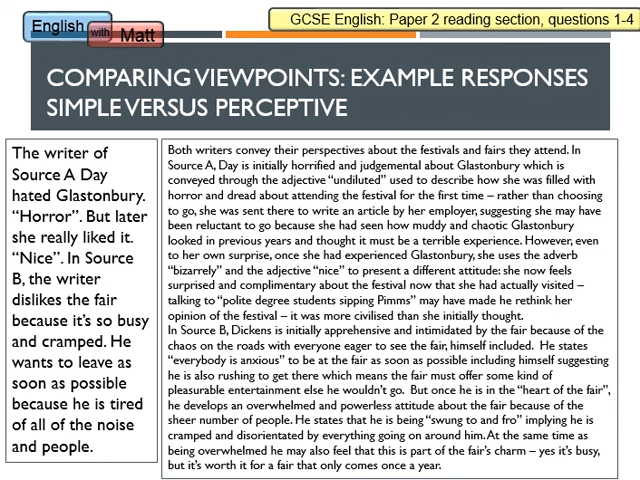 GCSE English: Paper 2 reading section, questions 1-4
English with Matt
COMPARING VIEWPOINTS: EXAMPLE RESPONSES
SIMPLE VERSUS PERCEPTIVE
The writer of
Source A Day
hated Glastonbury.
“Horror”. But later
she really liked it.
“Nice”. In Source
B, the writer
dislikes the fair
because it’s so busy
and cramped. He
wants to leave as
soon as possible
because he is tired
of all of the noise
and people.
Both writers convey their perspectives about the festivals and fairs they attend. In
Source A, Day is initially horrified and judgemental about Glastonbury which is
conveyed through the adjective “undiluted” used to describe how she was filled with
horror and dread about attending the festival for the first time – rather than choosing
to go, she was sent there to write an article by her employer, suggesting she may have
been reluctant to go because she had seen how muddy and chaotic Glastonbury
looked in previous years and thought it must be a terrible experience. However, even
to her own surprise, once she had experienced Glastonbury, she uses the adverb
“bizarrely” and the adjective “nice” to present a different attitude: she now feels
surprised and complimentary about the festival now that she had actually visited –
talking to “polite degree students sipping Pimms” may have made he rethink her
opinion of the festival – it was more civilised than she initially thought.
In Source B, Dickens is initially apprehensive and intimidated by the fair because of the
chaos on the roads with everyone eager to see the fair, himself included. He states
“everybody is anxious” to be at the fair as soon as possible including himself suggesting
he is also rushing to get there which means the fair must offer some kind of
pleasurable entertainment else he wouldn’t go. But once he is in the “heart of the fair”,
he develops an overwhelmed and powerless attitude about the fair because of the
sheer number of people. He states that he is being “swung to and fro” implying he is
cramped and disorientated by everything going on around him. At the same time as
being overwhelmed he may also feel that this is part of the fair’s charm – yes it’s busy,
but it’s worth it for a fair that only comes once a year.